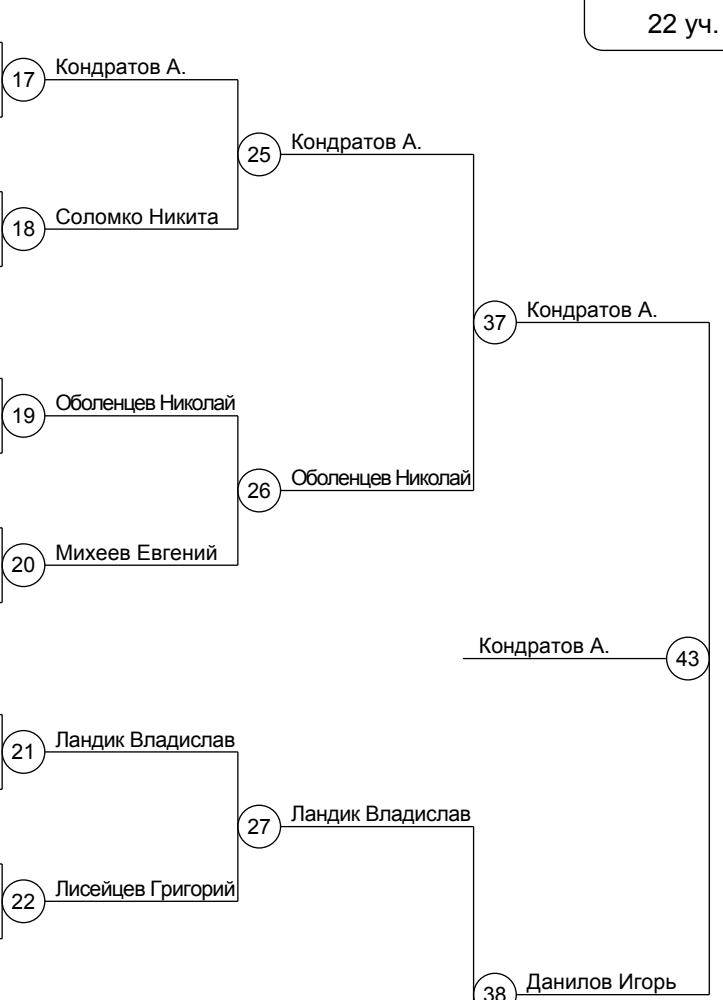 22 уч.
17 Кондратов А.
25 Кондратов А.
18 Соломко Никита
37 Кондратов А.
19 Оболенцев Николай
26 Оболенцев Николай
20 Михеев Евгений
Кондратов А. 43
21 Ландик Владислав
27 Ландик Владислав
22 Лисейцев Григорий
38 Данилов Игорь